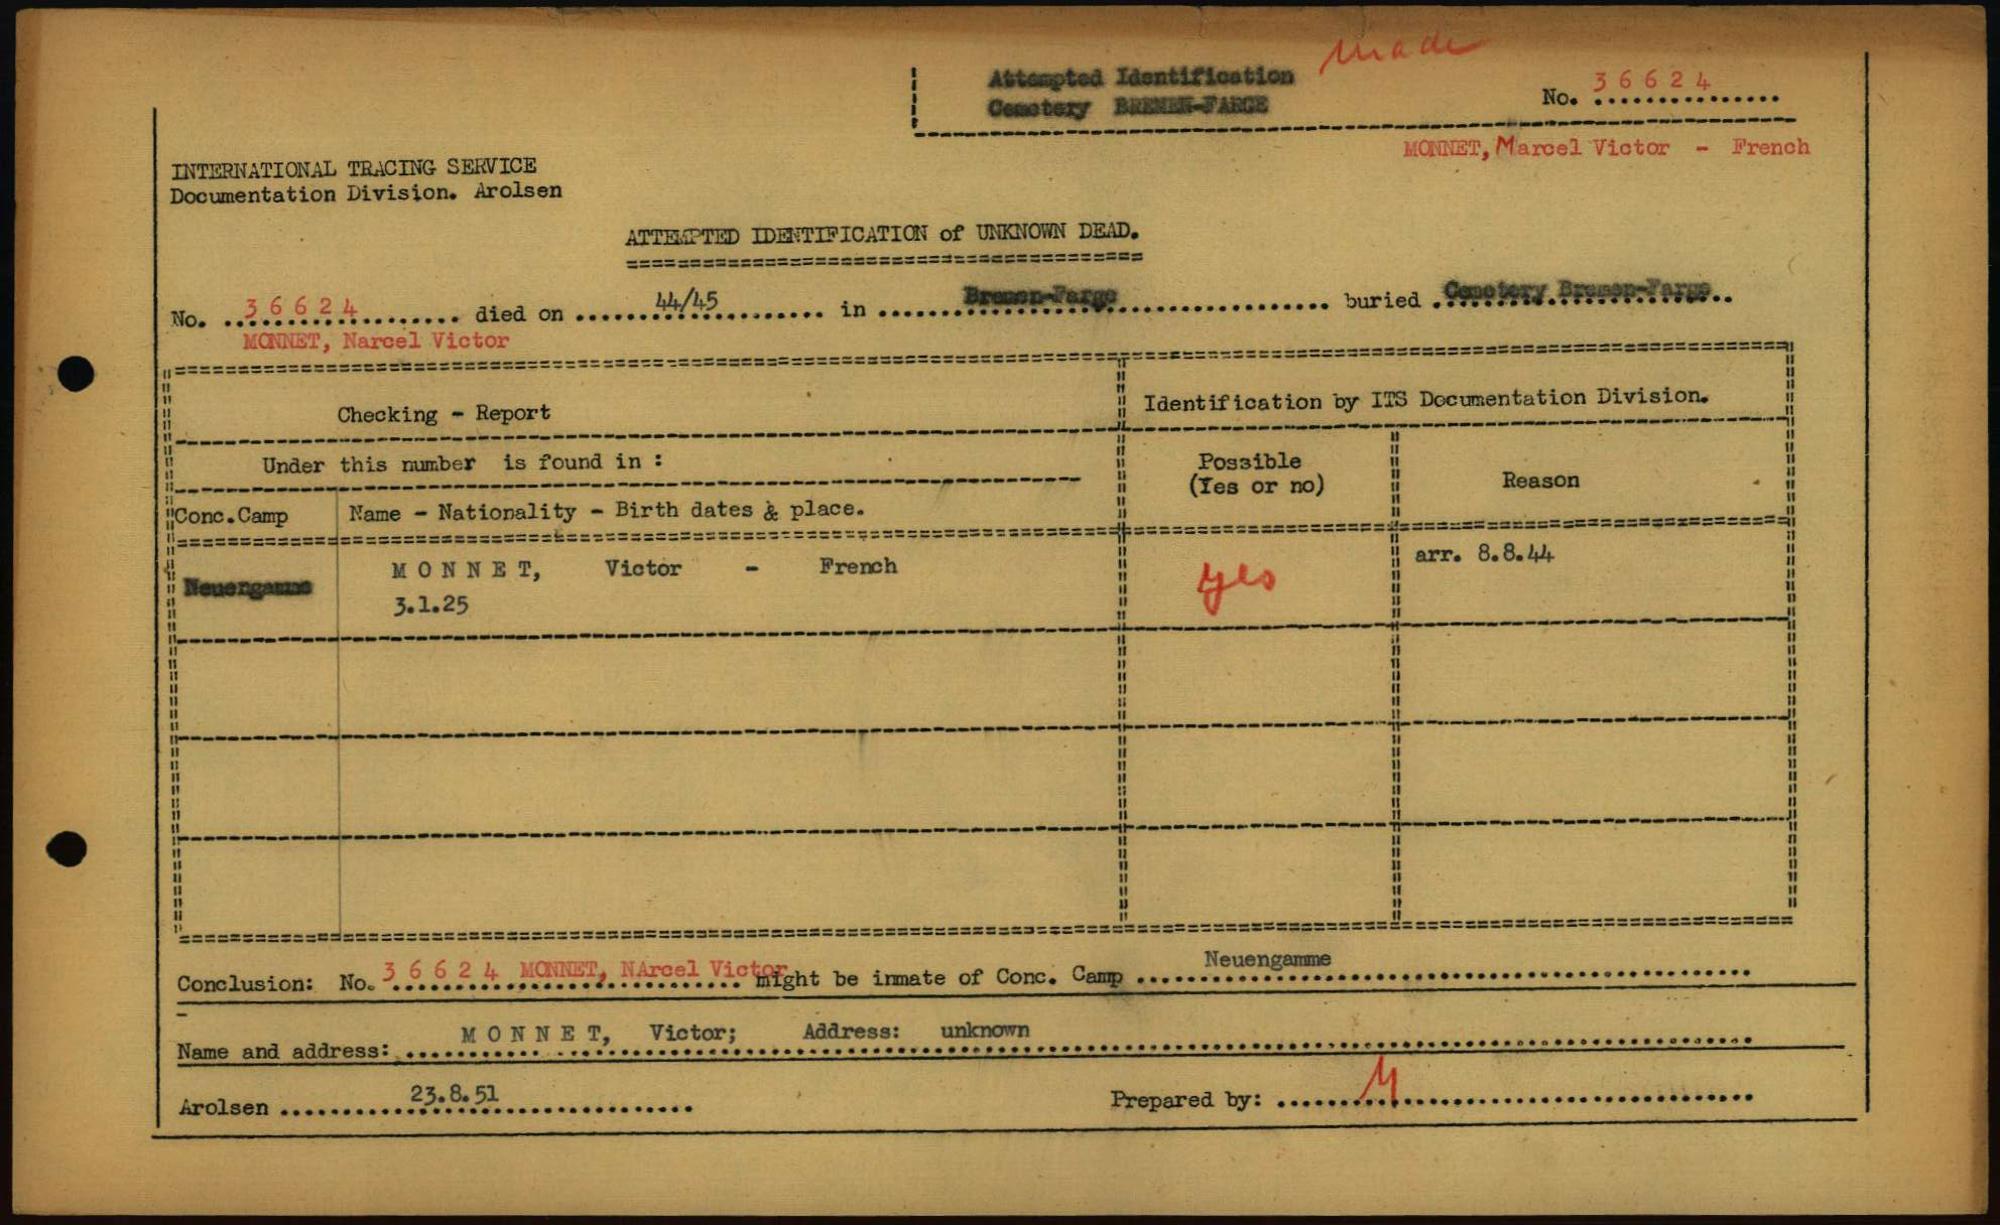 made
Attempted Identification
Cemetery BREMEN-FARGE
No. 36624
MONNET, Marcel Victor - French
INTERNATIONAL TRACING SERVICE
Documentation Division. Arolsen
ATTEMPTED IDENTIFICATION of UNKNOWN DEAD.
No. 36624 died on 44/45 in Bremen-Farge buried Cemetery Bremen-Farge
MONNET, Narcel Victor
Checking - Report
Identification by ITS Documentation Division.
Under this number is found in :
Possible
(Yes or no)
Reason
Conc.Camp
Name - Nationality - Birth dates & place.
Neuengamme
M O N N E T, Victor - French
3.1.25
yes
arr. 8.8.44
Conclusion: No. 36624 MONNET, NArcel Victor might be inmate of Conc. Camp Neuengamme
Name and address: M O N N E T, Victor; Address: unknown
Arolsen 23.8.51
Prepared by: